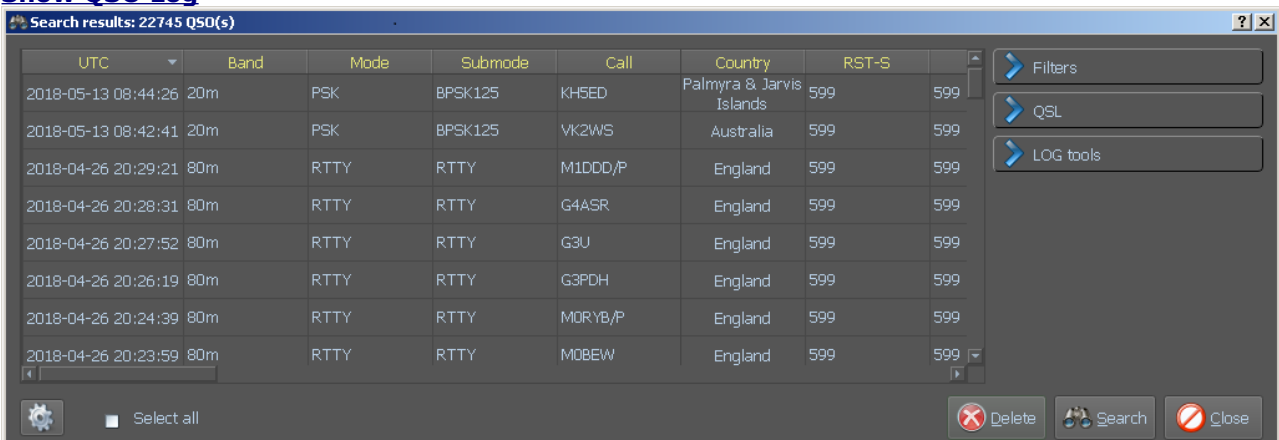 Show QSO Log
Search results: 22745 QSO(s)
UTC Band Mode Submode Call Country RST-S
2018-05-13 08:44:26 20m PSK BPSK125 KH5ED Palmyra & Jarvis Islands 599 599
2018-05-13 08:42:41 20m PSK BPSK125 VK2WS Australia 599 599
2018-04-26 20:29:21 80m RTTY RTTY M1DDD/P England 599 599
2018-04-26 20:28:31 80m RTTY RTTY G4ASR England 599 599
2018-04-26 20:27:52 80m RTTY RTTY G3U England 599 599
2018-04-26 20:26:19 80m RTTY RTTY G3PDH England 599 599
2018-04-26 20:24:39 80m RTTY RTTY M0RYB/P England 599 599
2018-04-26 20:23:59 80m RTTY RTTY M0BEW England 599 599
Filters
QSL
LOG tools
Select all
Delete
Search
Close